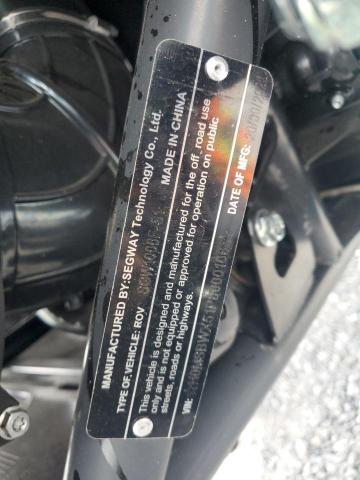 MANUFACTURED BY:SEGWAY Technology Co., Ltd.
TYPE OF VEHICLE: ROV MADE IN CHINA
This vehicle is designed and manufactured for the off road use
only and is not equipped or approved for operation on public
streets, roads or highways.
VIN: DATE OF MFG: